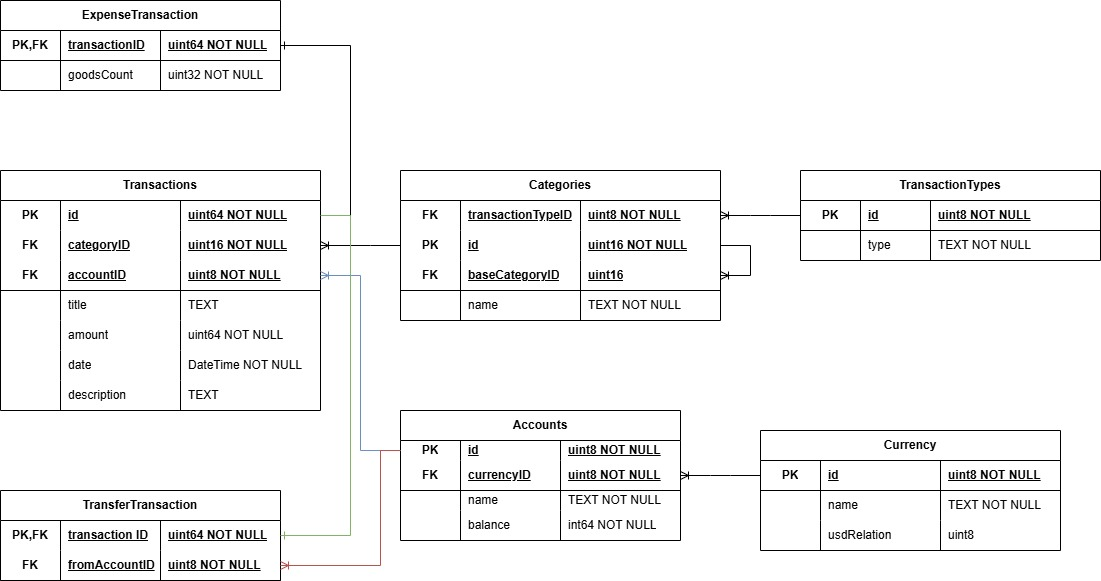 ExpenseTransaction
PK,FK transactionID uint64 NOT NULL
goodsCount uint32 NOT NULL
Transactions
PK id uint64 NOT NULL
FK categoryID uint16 NOT NULL
FK accountID uint8 NOT NULL
title TEXT
amount uint64 NOT NULL
date DateTime NOT NULL
description TEXT
Categories
FK transactionTypeID uint8 NOT NULL
PK id uint16 NOT NULL
FK baseCategoryID uint16
name TEXT NOT NULL
TransactionTypes
PK id uint8 NOT NULL
type TEXT NOT NULL
Accounts
PK id uint8 NOT NULL
FK currencyID uint8 NOT NULL
name TEXT NOT NULL
balance int64 NOT NULL
Currency
PK id uint8 NOT NULL
name TEXT NOT NULL
usdRelation uint8
TransferTransaction
PK,FK transaction ID uint64 NOT NULL
FK fromAccountID uint8 NOT NULL